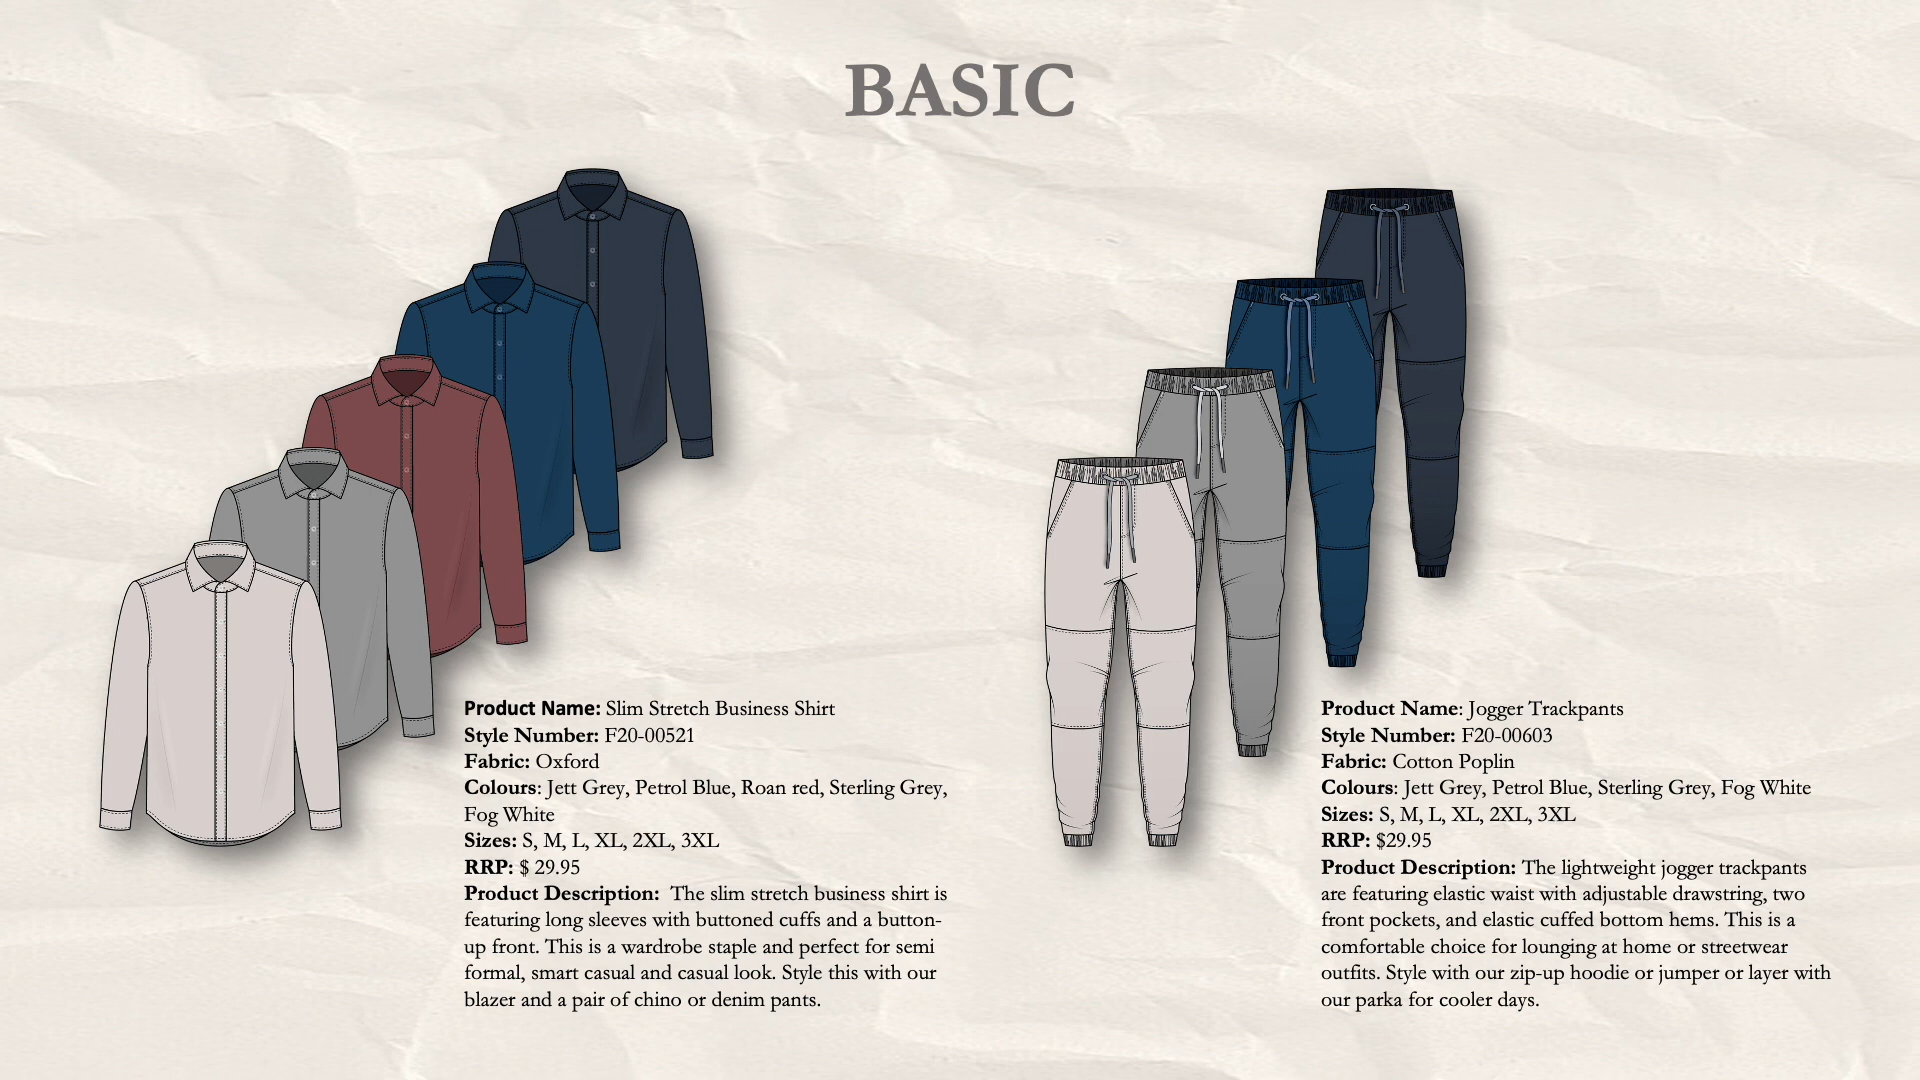 BASIC
Product Name: Slim Stretch Business Shirt
Style Number: F20-00521
Fabric: Oxford
Colours: Jett Grey, Petrol Blue, Roan red, Sterling Grey,
Fog White
Sizes: S, M, L, XL, 2XL, 3XL
RRP: $ 29.95
Product Description:  The slim stretch business shirt is
featuring long sleeves with buttoned cuffs and a button-
up front. This is a wardrobe staple and perfect for semi
formal, smart casual and casual look. Style this with our
blazer and a pair of chino or denim pants.
Product Name: Jogger Trackpants
Style Number: F20-00603
Fabric: Cotton Poplin
Colours: Jett Grey, Petrol Blue, Sterling Grey, Fog White
Sizes: S, M, L, XL, 2XL, 3XL
RRP: $29.95
Product Description: The lightweight jogger trackpants
are featuring elastic waist with adjustable drawstring, two
front pockets, and elastic cuffed bottom hems. This is a
comfortable choice for lounging at home or streetwear
outfits. Style with our zip-up hoodie or jumper or layer with
our parka for cooler days.